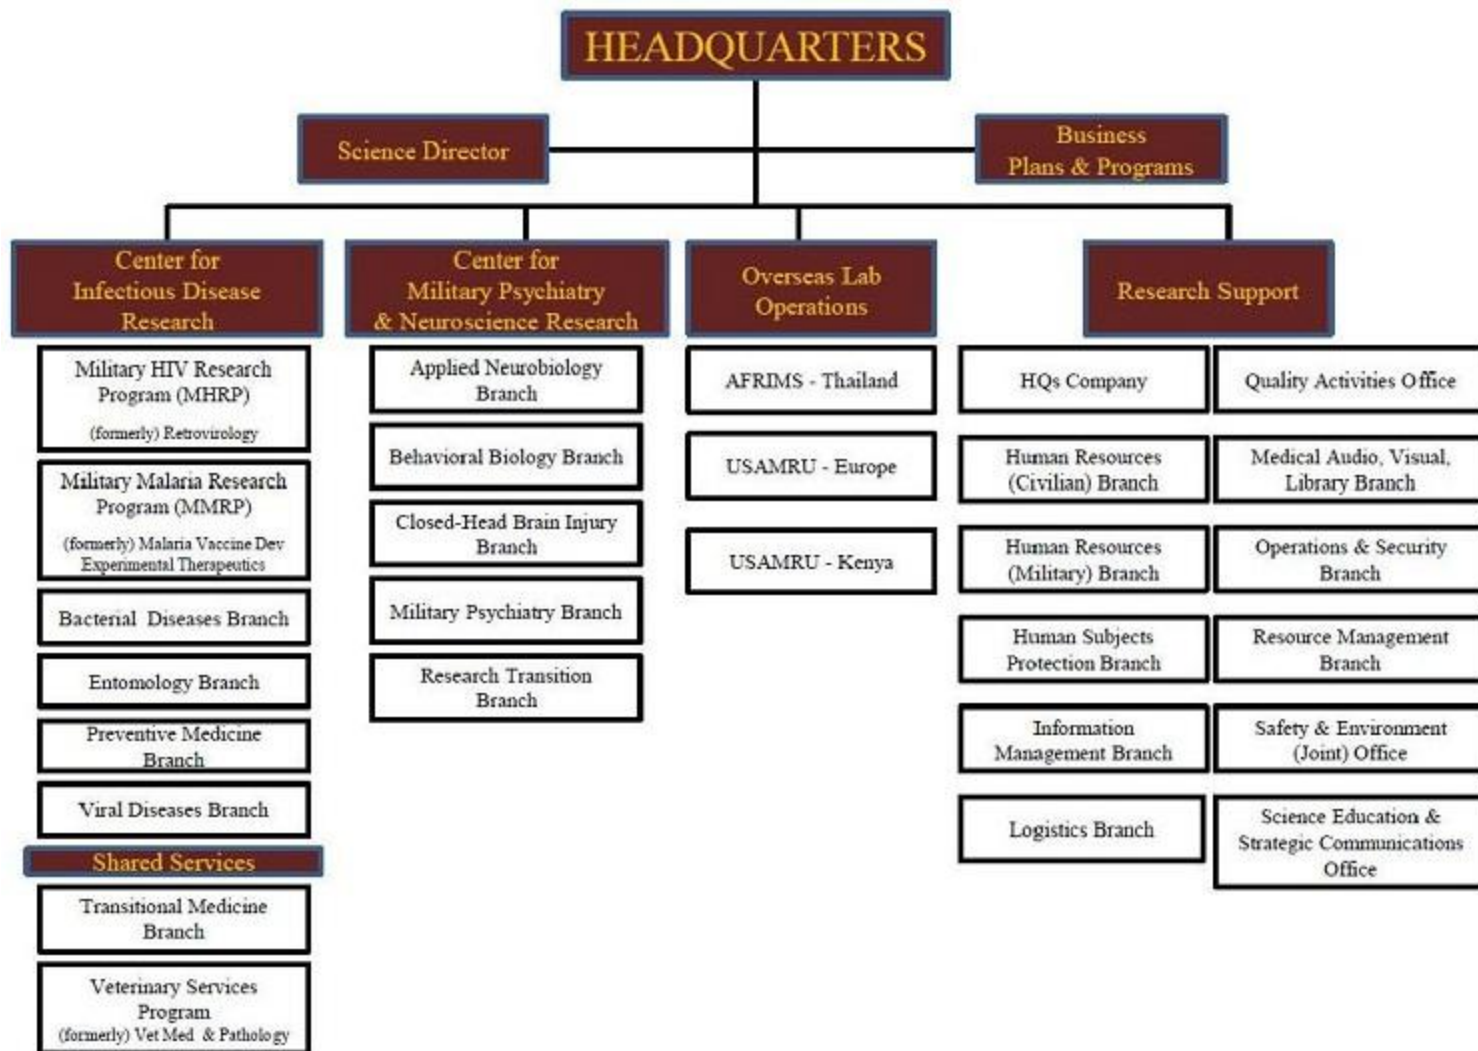 HEADQUARTERS
Science Director
Business
Plans & Programs
Center for
Infectious Disease
Research
Center for
Military Psychiatry
& Neuroscience Research
Overseas Lab
Operations
Research Support
Military HIV Research
Program (MHRP)
(formerly) Retrovirology
Military Malaria Research
Program (MMRP)
(formerly) Malaria Vaccine Dev
Experimental Therapeutics
Bacterial Diseases Branch
Entomology Branch
Preventive Medicine
Branch
Viral Diseases Branch
Shared Services
Transitional Medicine
Branch
Veterinary Services
Program
(formerly) Vet Med & Pathology
Applied Neurobiology
Branch
Behavioral Biology Branch
Closed-Head Brain Injury
Branch
Military Psychiatry Branch
Research Transition
Branch
AFRIMS - Thailand
USAMRU - Europe
USAMRU - Kenya
HQs Company
Human Resources
(Civilian) Branch
Human Resources
(Military) Branch
Human Subjects
Protection Branch
Information
Management Branch
Logistics Branch
Quality Activities Office
Medical Audio, Visual,
Library Branch
Operations & Security
Branch
Resource Management
Branch
Safety & Environment
(Joint) Office
Science Education &
Strategic Communications
Office